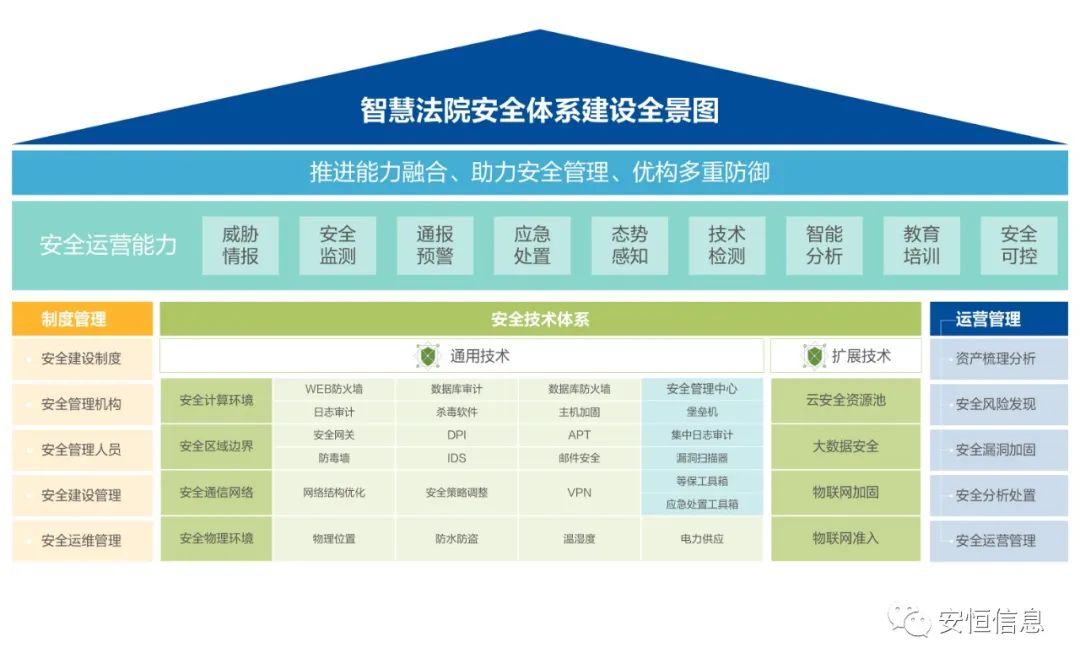 智慧法院安全体系建设全景图
推进能力融合、助力安全管理、优构多重防御
安全运营能力
威胁
情报
安全
监测
通报
预警
应急
处置
态势
感知
技术
检测
智能
分析
教育
培训
安全
可控
制度管理
安全建设制度
安全管理机构
安全管理人员
安全建设管理
安全运维管理
安全技术体系
通用技术
安全计算环境
WEB防火墙
数据库审计
数据库防火墙
日志审计
杀毒软件
主机加固
安全区域边界
安全网关
DPI
APT
防毒墙
IDS
邮件安全
安全通信网络
网络结构优化
安全策略调整
VPN
安全物理环境
物理位置
防水防盗
温湿度
电力供应
安全管理中心
堡垒机
集中日志审计
漏洞扫描器
等保工具箱
应急处置工具箱
扩展技术
云安全资源池
大数据安全
物联网加固
物联网准入
运营管理
资产梳理分析
安全风险发现
安全漏洞加固
安全分析处置
安全运营管理
安恒信息